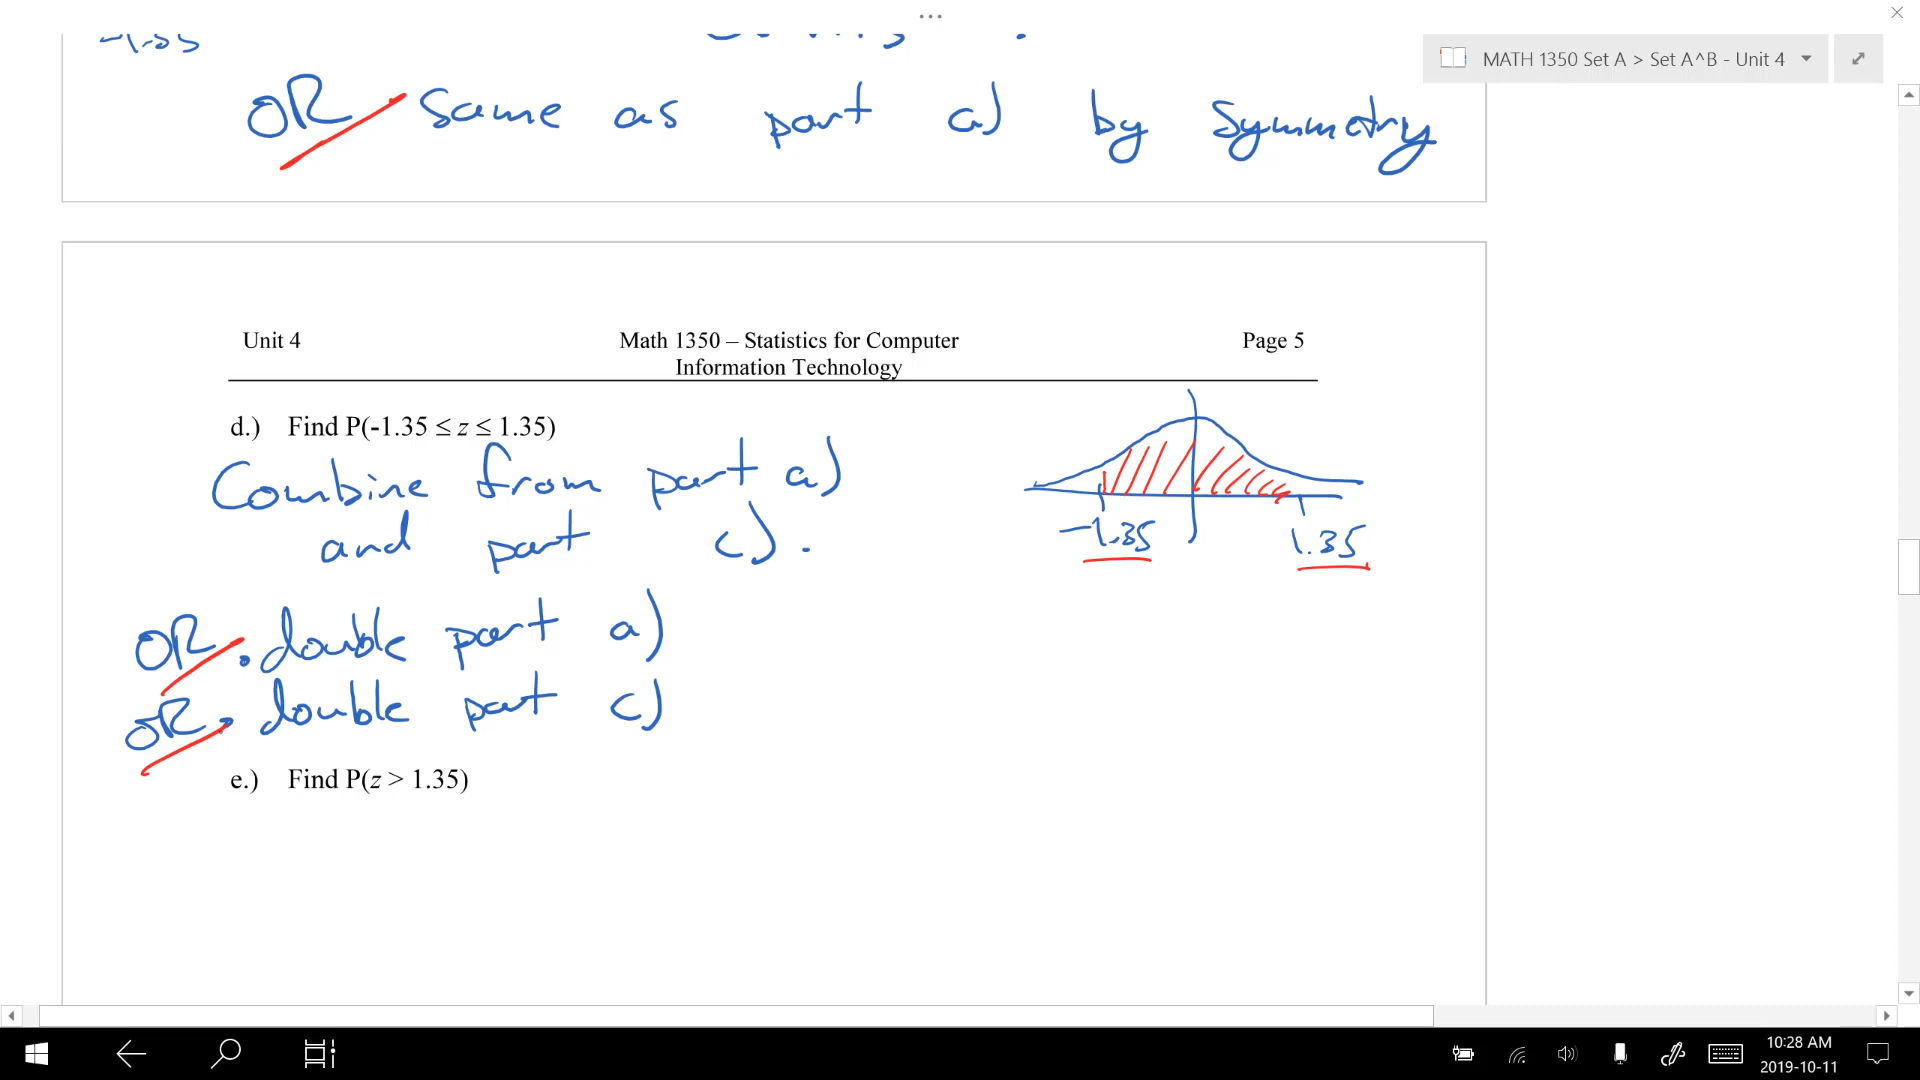 -1.35
MATH 1350 Set A > Set A^B - Unit 4
OR same as part a) by symmetry
Unit 4 Math 1350 – Statistics for Computer Page 5
Information Technology
d.) Find P(-1.35 ≤ z ≤ 1.35)
Combine from part a)
and part c).
-1.35 1.35
OR • double part a)
OR • double part c)
e.) Find P(z > 1.35)
10:28 AM
2019-10-11